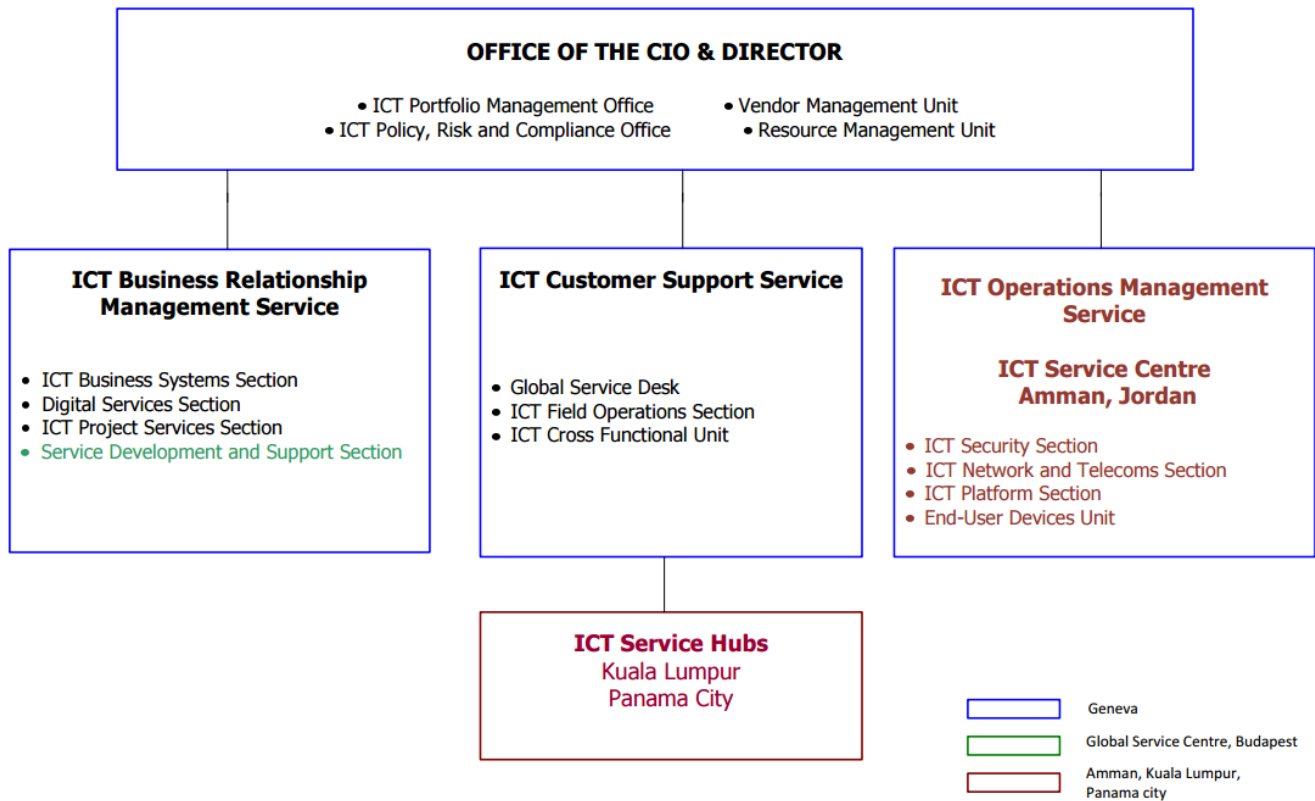 OFFICE OF THE CIO & DIRECTOR
• ICT Portfolio Management Office
• Vendor Management Unit
• ICT Policy, Risk and Compliance Office
• Resource Management Unit
ICT Business Relationship
Management Service
• ICT Business Systems Section
• Digital Services Section
• ICT Project Services Section
• Service Development and Support Section
ICT Customer Support Service
• Global Service Desk
• ICT Field Operations Section
• ICT Cross Functional Unit
ICT Operations Management
Service
ICT Service Centre
Amman, Jordan
• ICT Security Section
• ICT Network and Telecoms Section
• ICT Platform Section
• End-User Devices Unit
ICT Service Hubs
Kuala Lumpur
Panama City
Geneva
Global Service Centre, Budapest
Amman, Kuala Lumpur,
Panama city